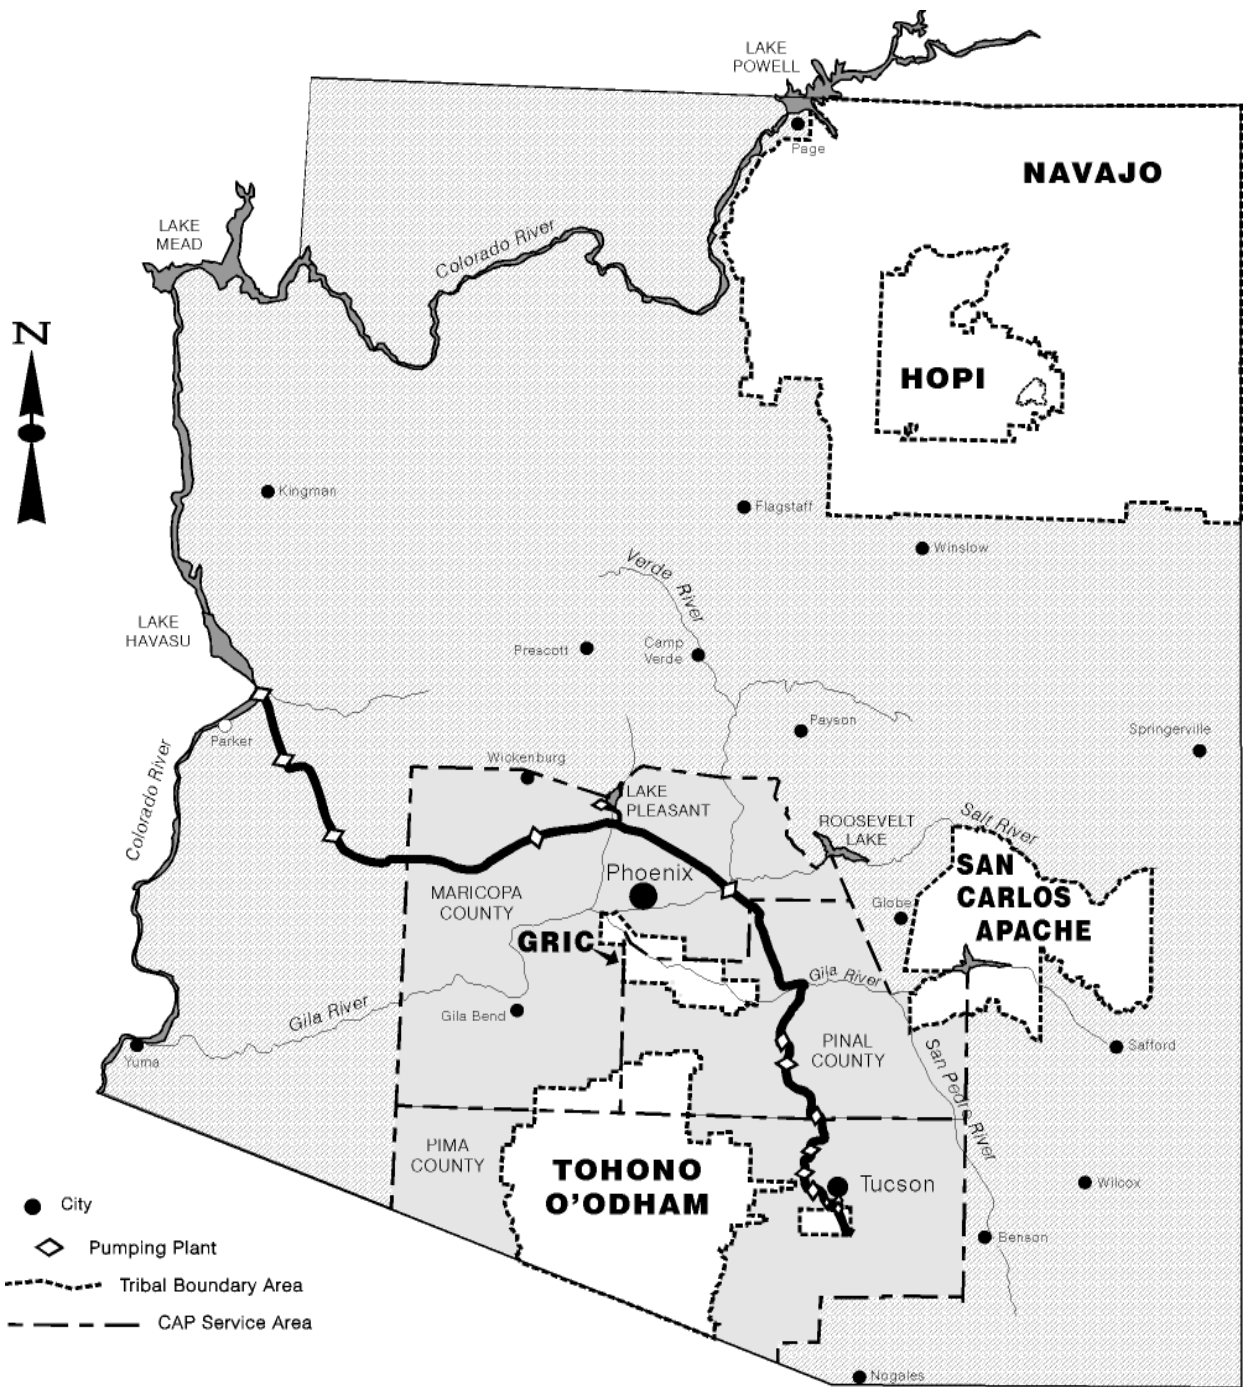 LAKE
POWELL
Page
NAVAJO
LAKE
MEAD
Colorado River
N
HOPI
Kingman
Flagstaff
Winslow
Verde River
LAKE
HAVASU
Prescott
Camp
Verde
Parker
Payson
Springerville
Wickenburg
Colorado River
LAKE
PLEASANT
ROOSEVELT
LAKE
Salt River
Phoenix
MARICOPA
COUNTY
Globe
SAN
CARLOS
APACHE
GRIC
Gila River
Gila River
Gila Bend
PINAL
COUNTY
San Pedro River
Safford
Yuma
PIMA
COUNTY
TOHONO
O'ODHAM
Tucson
Wilcox
Benson
Nogales
City
Pumping Plant
Tribal Boundary Area
CAP Service Area